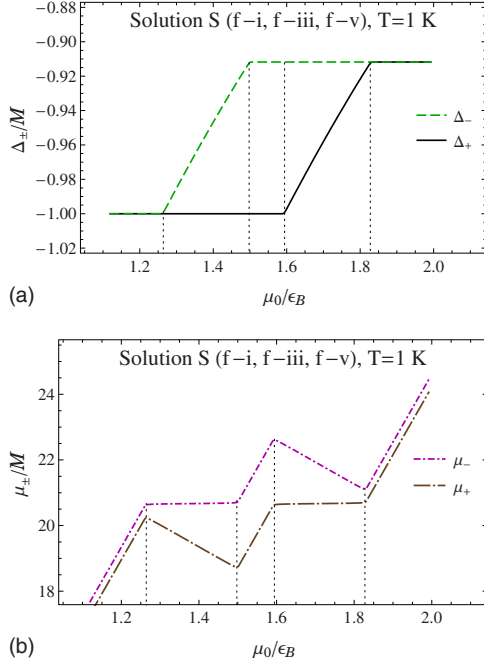 Solution S (f−i, f−iii, f−v), T=1 K
−0.88
−0.90
−0.92
−0.94
−0.96
−0.98
−1.00
−1.02
Δ±/M
Δ−
Δ+
1.2 1.4 1.6 1.8 2.0
μ0/ϵB
(a)
Solution S (f−i, f−iii, f−v), T=1 K
24
22
20
18
μ±/M
μ−
μ+
1.2 1.4 1.6 1.8 2.0
μ0/ϵB
(b)